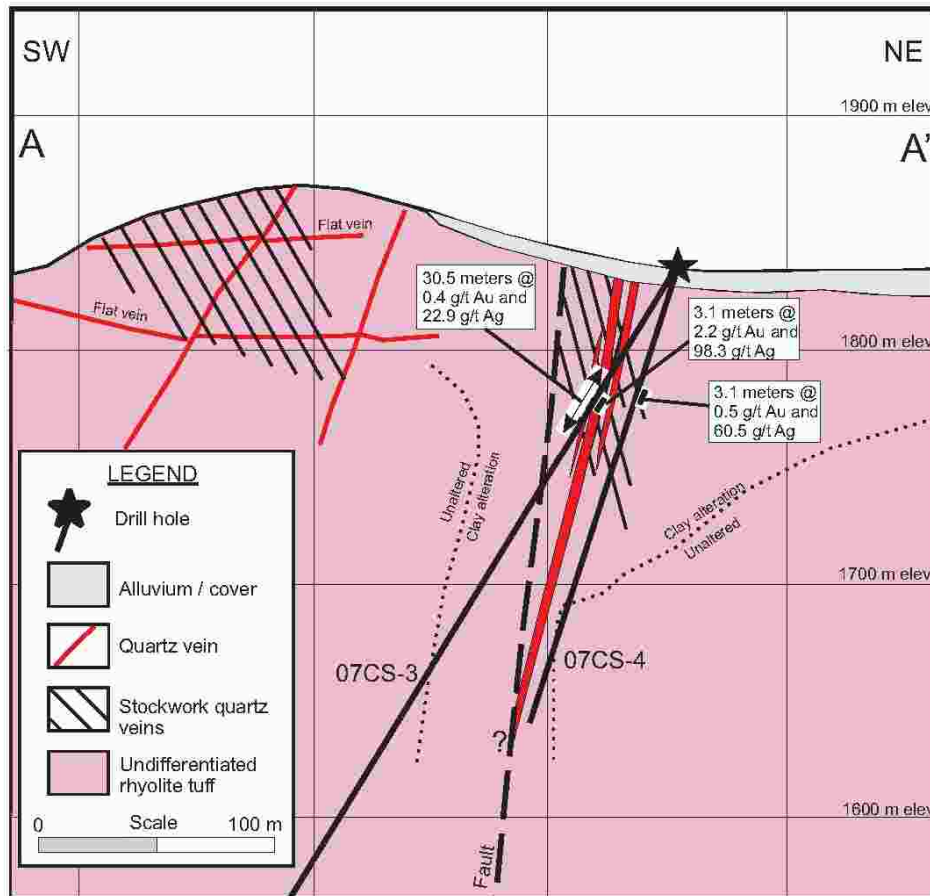 SW
NE
1900 m elev
A
A'
Flat vein
Flat vein
30.5 meters @
0.4 g/t Au and
22.9 g/t Ag
3.1 meters @
2.2 g/t Au and
98.3 g/t Ag
1800 m elev
3.1 meters @
0.5 g/t Au and
60.5 g/t Ag
Unaltered
Clay alteration
Clay alteration
Unaltered
1700 m elev
07CS-3
07CS-4
?
1600 m elev
Fault
LEGEND
Drill hole
Alluvium / cover
Quartz vein
Stockwork quartz
veins
Undifferentiated
rhyolite tuff
0 Scale 100 m